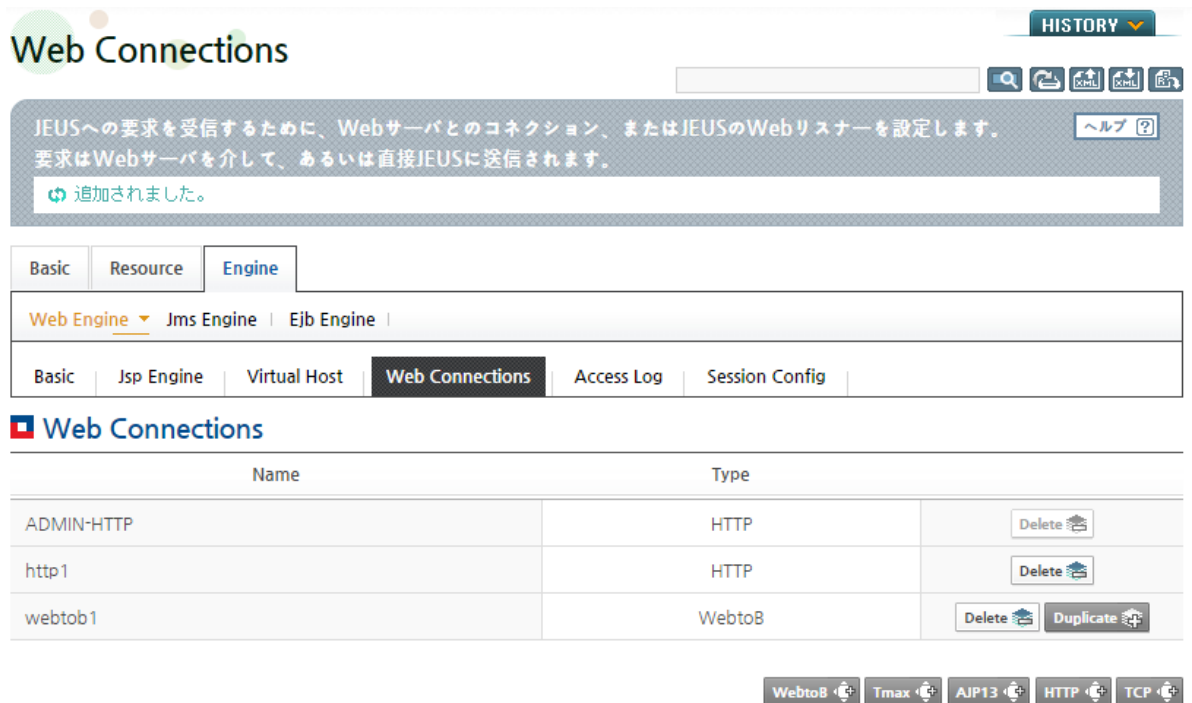 HISTORY
Web Connections
JEUSへの要求を受信するために、Webサーバとのコネクション、またはJEUSのWebリスナーを設定します。
ヘルプ ?
要求はWebサーバを介して、あるいは直接JEUSに送信されます。
追加されました。
Basic Resource Engine
Web Engine Jms Engine Ejb Engine
Basic Jsp Engine Virtual Host Web Connections Access Log Session Config
Web Connections
Name Type
ADMIN-HTTP HTTP Delete
http1 HTTP Delete
webtob1 WebtoB Delete Duplicate
WebtoB Tmax AJP13 HTTP TCP